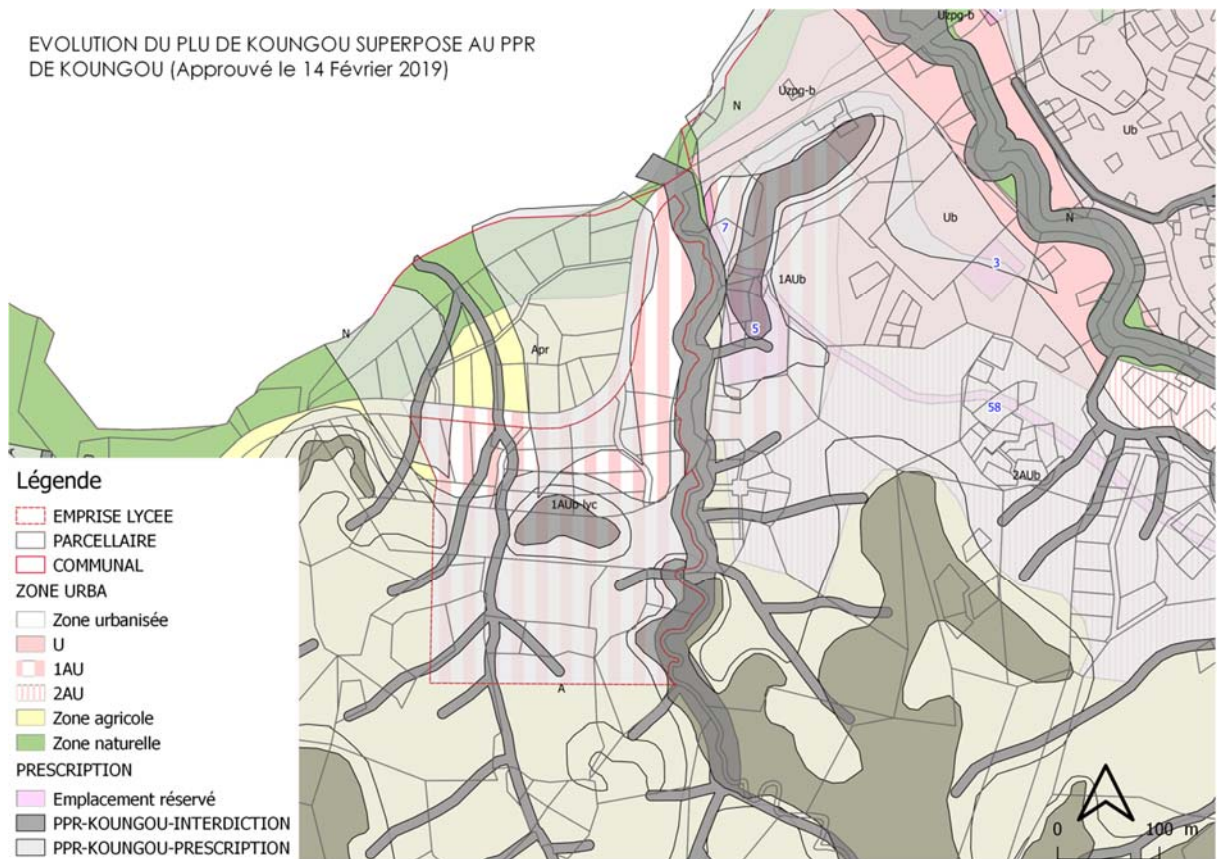 EVOLUTION DU PLU DE KOUNGOU SUPERPOSE AU PPR
DE KOUNGOU (Approuvé le 14 Février 2019)
Uzpg-b
Uzpg-b
N
Ub
Ub
N
7
3
1AUb
5
N
Apr
58
2AUb
1AUb-lyc
A
Légende
EMPRISE LYCEE
PARCELLAIRE
COMMUNAL
ZONE URBA
Zone urbanisée
U
1AU
2AU
Zone agricole
Zone naturelle
PRESCRIPTION
Emplacement réservé
PPR-KOUNGOU-INTERDICTION
PPR-KOUNGOU-PRESCRIPTION
0 100 m